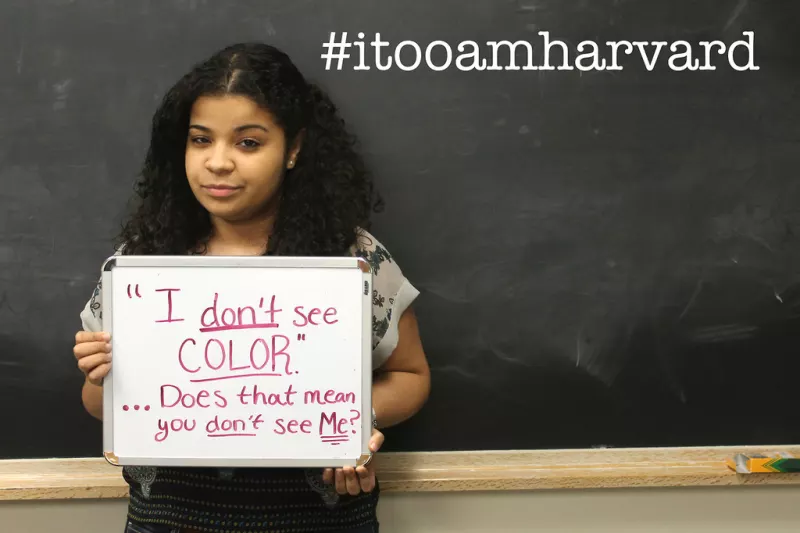 #itooamharvard
"I don't see
COLOR."
...Does that mean
you don't see Me?